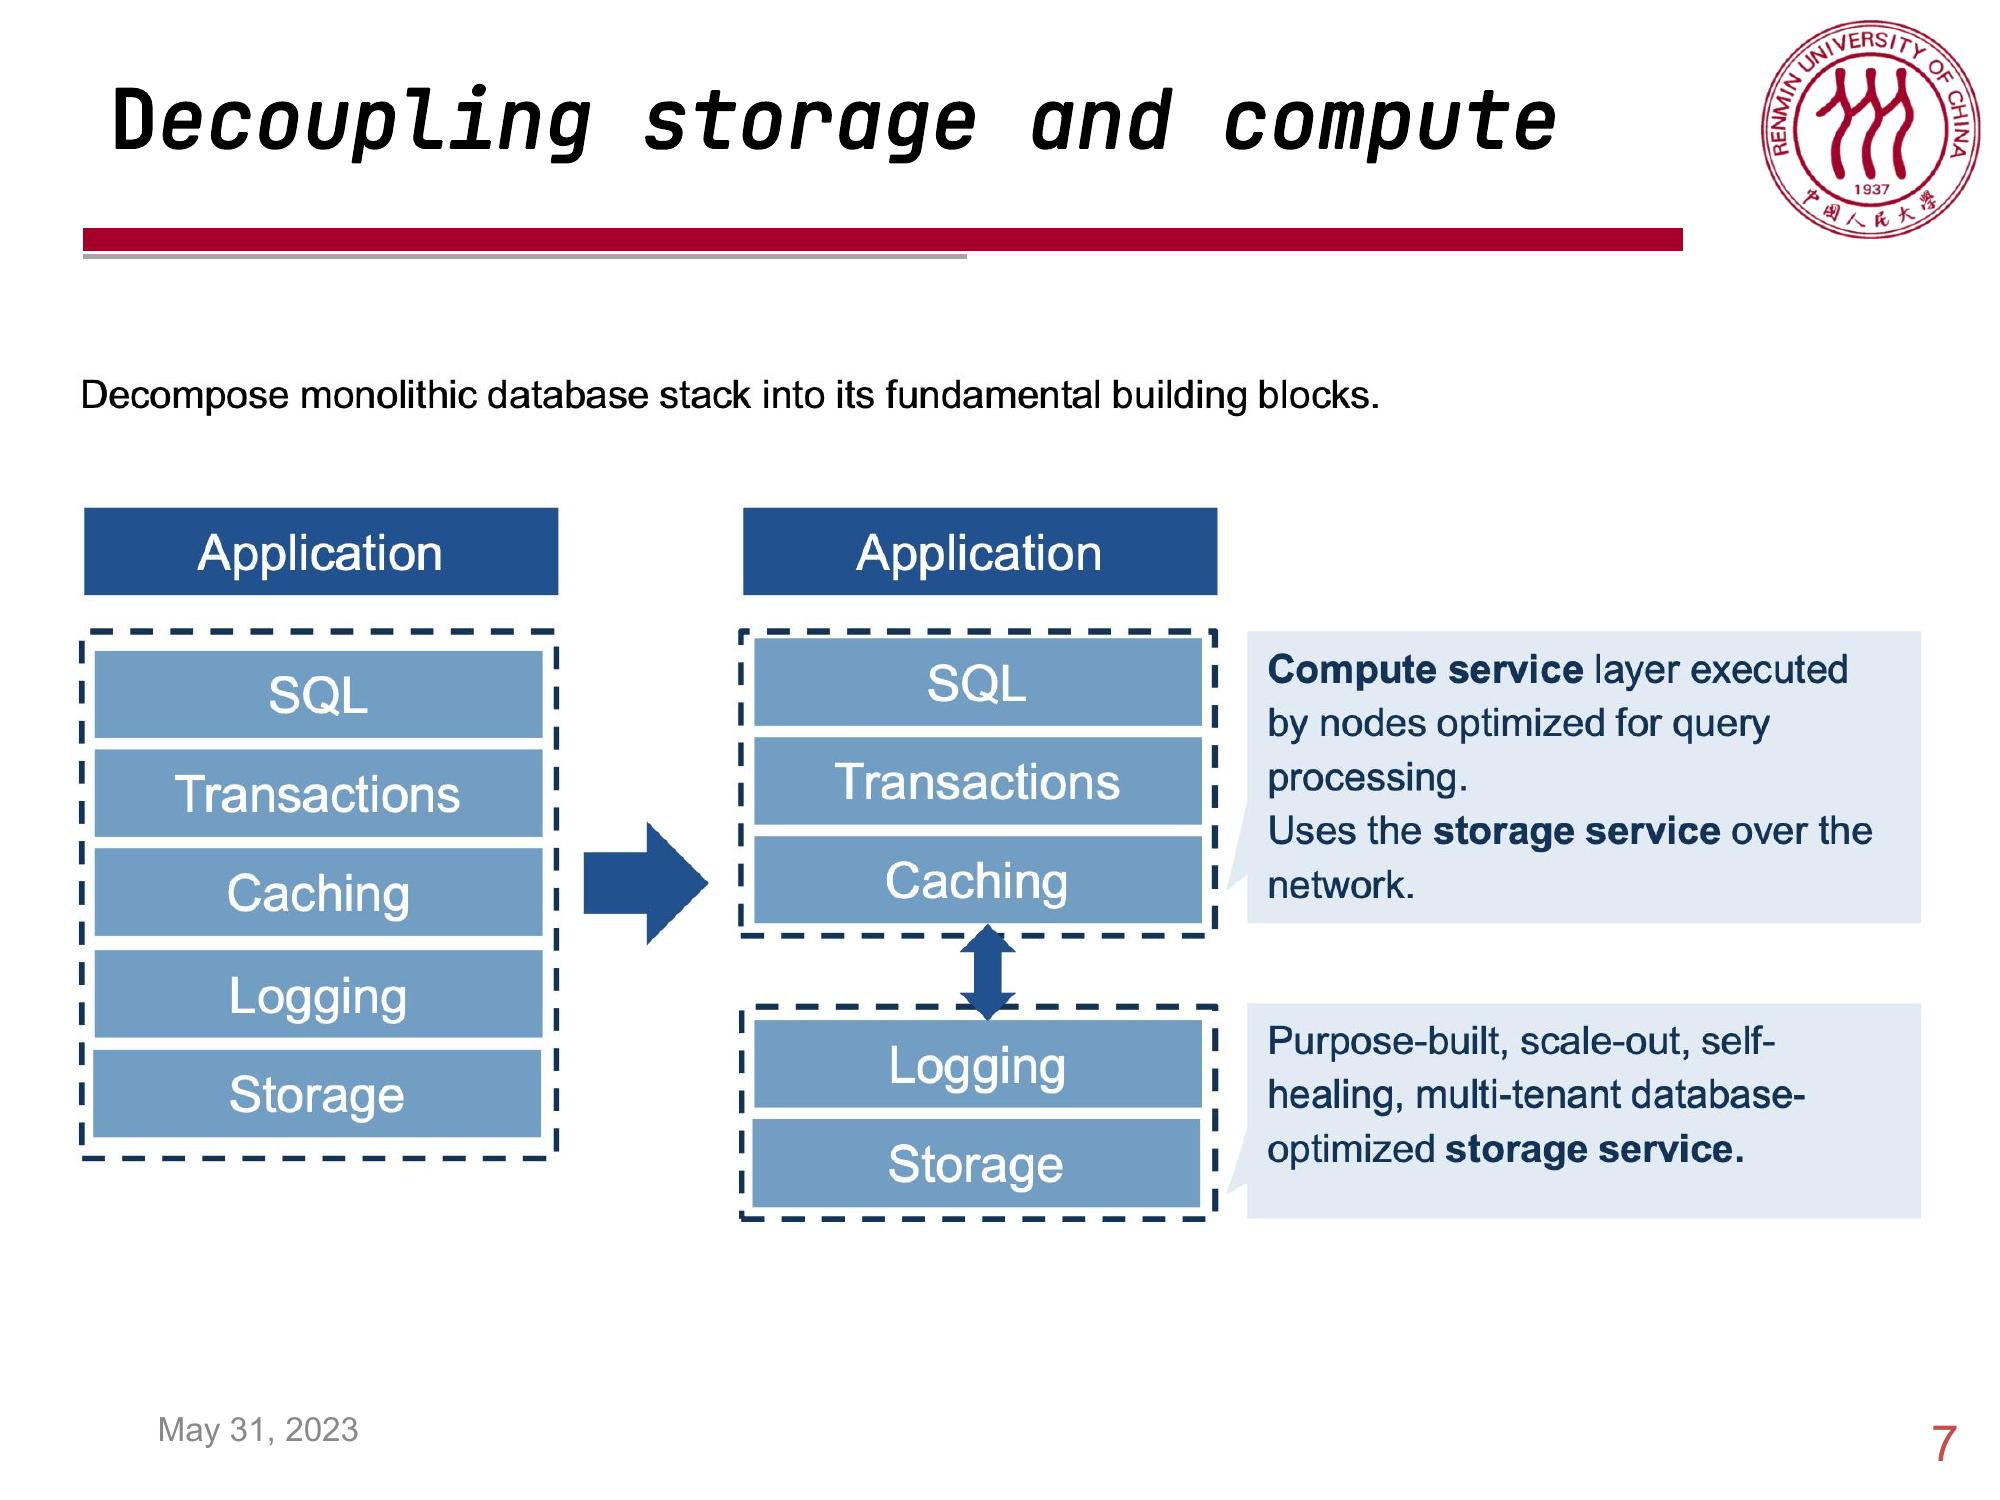 Decoupling storage and compute
RENMIN UNIVERSITY OF CHINA
1937
中國人民大學
Decompose monolithic database stack into its fundamental building blocks.
Application
SQL
Transactions
Caching
Logging
Storage
Application
SQL
Transactions
Caching
Logging
Storage
Compute service layer executed
by nodes optimized for query
processing.
Uses the storage service over the
network.
Purpose-built, scale-out, self-
healing, multi-tenant database-
optimized storage service.
May 31, 2023
7